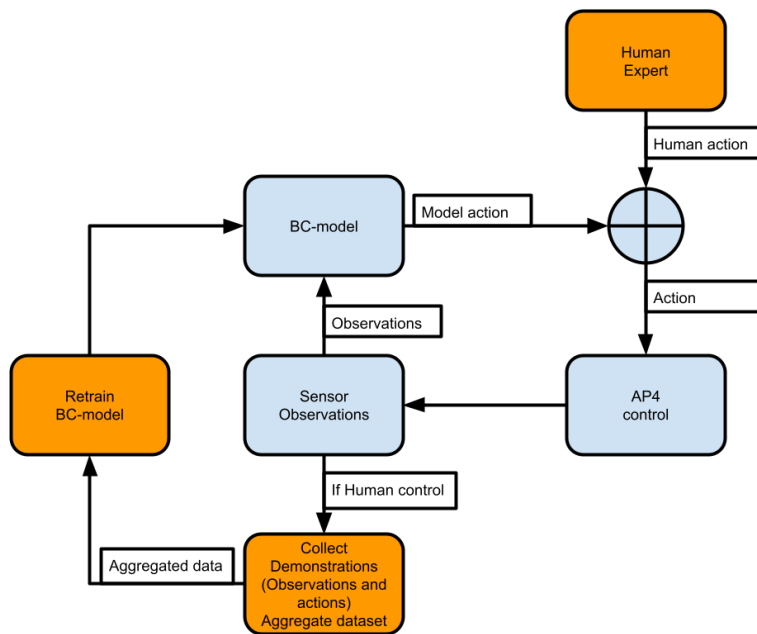 Human
Expert
Human action
BC-model
Model action
Action
Observations
Retrain
BC-model
Sensor
Observations
AP4
control
If Human control
Aggregated data
Collect
Demonstrations
(Observations and
actions)
Aggregate dataset